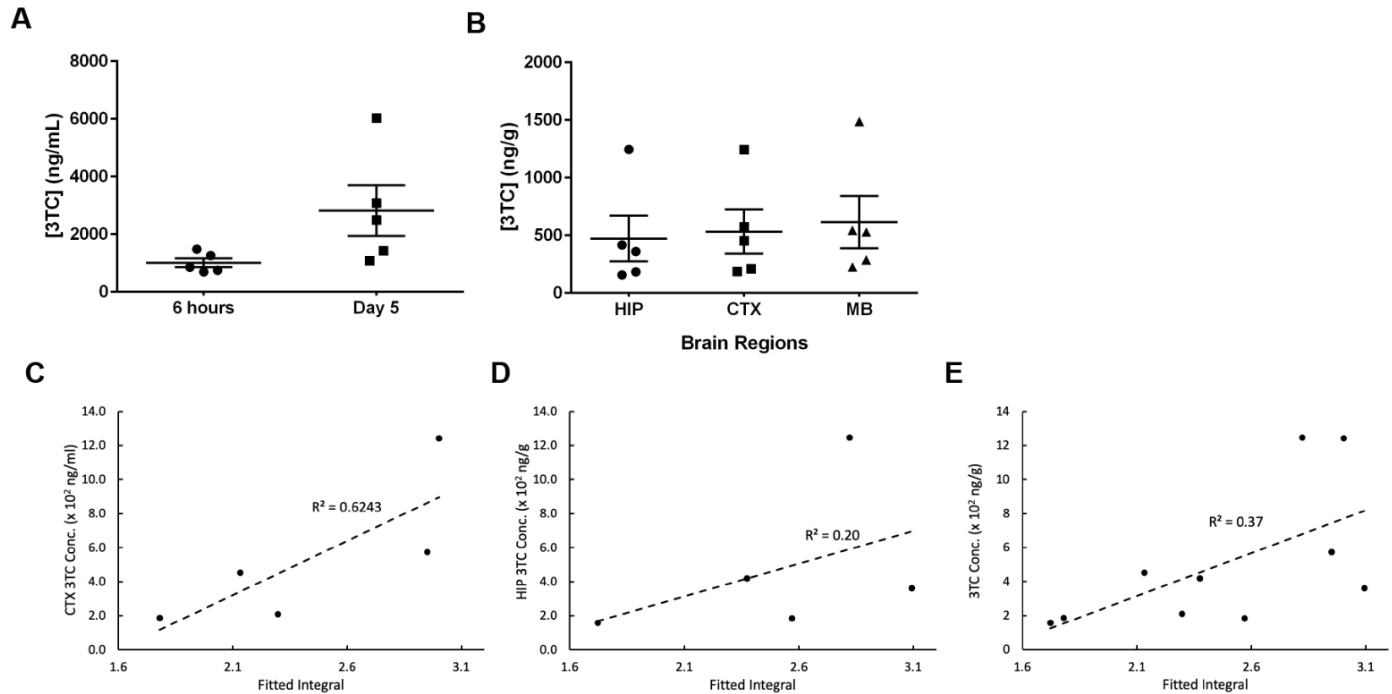 A
[3TC] (ng/mL)
8000
6000
4000
2000
0
6 hours
Day 5
B
[3TC] (ng/g)
2000
1500
1000
500
0
HIP
CTX
MB
Brain Regions
C
CTX 3TC Conc. (x 10² ng/ml)
14.0
12.0
10.0
8.0
6.0
4.0
2.0
0.0
R² = 0.6243
1.6
2.1
2.6
3.1
Fitted Integral
D
HIP 3TC Conc. (x 10² ng/g
14.0
12.0
10.0
8.0
6.0
4.0
2.0
0.0
R² = 0.20
1.6
2.1
2.6
3.1
Fitted Integral
E
3TC Conc. (x 10² ng/g)
14
12
10
8
6
4
2
0
R² = 0.37
1.6
2.1
2.6
3.1
Fitted Integral